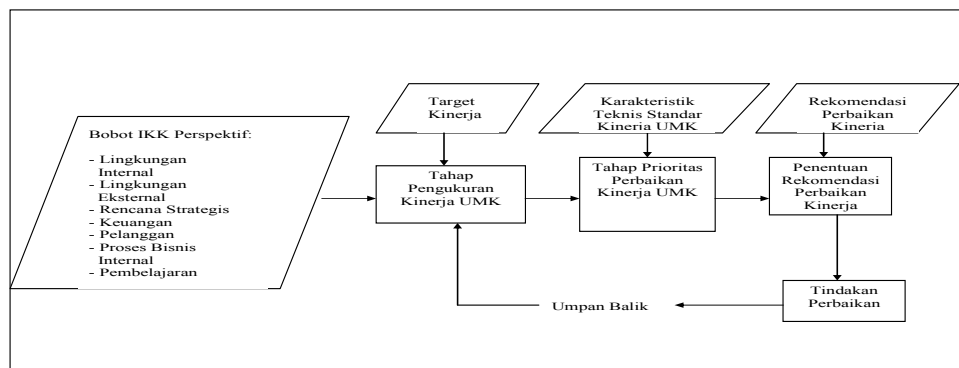 Target
Kinerja
Karakteristik
Teknis Standar
Kinerja UMK
Rekomendasi
Perbaikan
Kinerja
Bobot IKK Perspektif:
- Lingkungan
Internal
- Lingkungan
Eksternal
- Rencana Strategis
- Keuangan
- Pelanggan
- Proses Bisnis
Internal
- Pembelajaran
Tahap
Pengukuran
Kinerja UMK
Tahap Prioritas
Perbaikan
Kinerja UMK
Penentuan
Rekomendasi
Perbaikan
Kinerja
Tindakan
Perbaikan
Umpan Balik